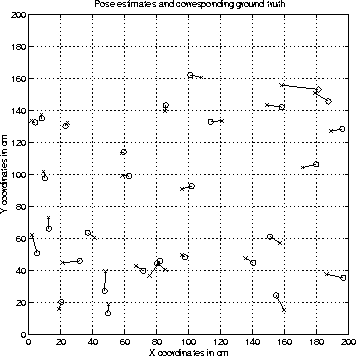 Pose estimates and corresponding ground truth
200
180
160
140
120
100
80
60
40
20
0
Y coordinates in cm
0 20 40 60 80 100 120 140 160 180 200
X coordinates in cm